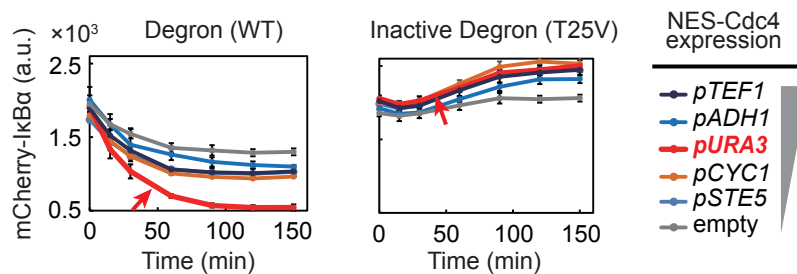 ×10³
Degron (WT)
Inactive Degron (T25V)
NES-Cdc4
expression
mCherry-IκBα (a.u.)
2.5
1.5
0.5
0 50 100 150
Time (min)
0 50 100 150
Time (min)
pTEF1
pADH1
pURA3
pCYC1
pSTE5
empty